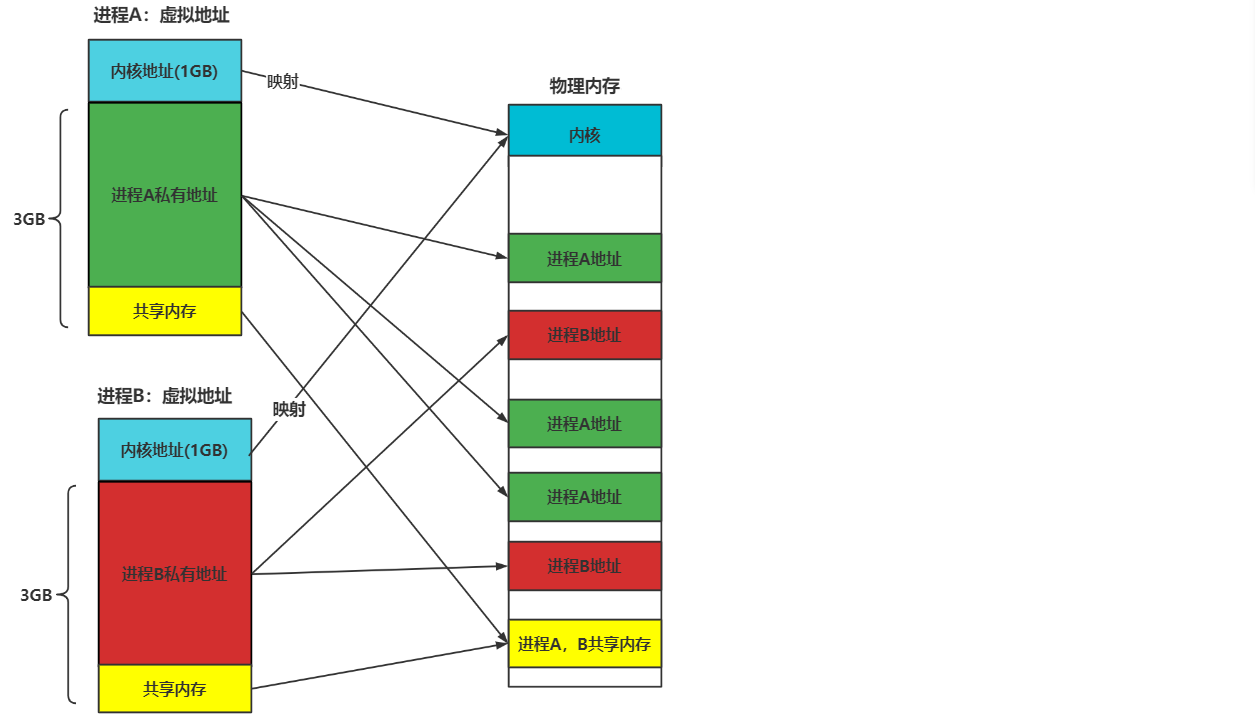 进程A：虚拟地址
内核地址(1GB)
映射
进程A私有地址
3GB
共享内存
进程B：虚拟地址
内核地址(1GB)
映射
进程B私有地址
3GB
共享内存
物理内存
内核
进程A地址
进程B地址
进程A地址
进程A地址
进程B地址
进程A，B共享内存